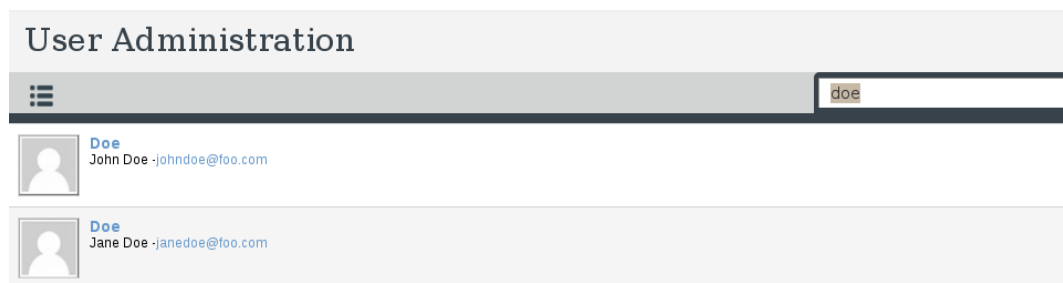 User Administration
doe
Doe
John Doe -johndoe@foo.com
Doe
Jane Doe -janedoe@foo.com